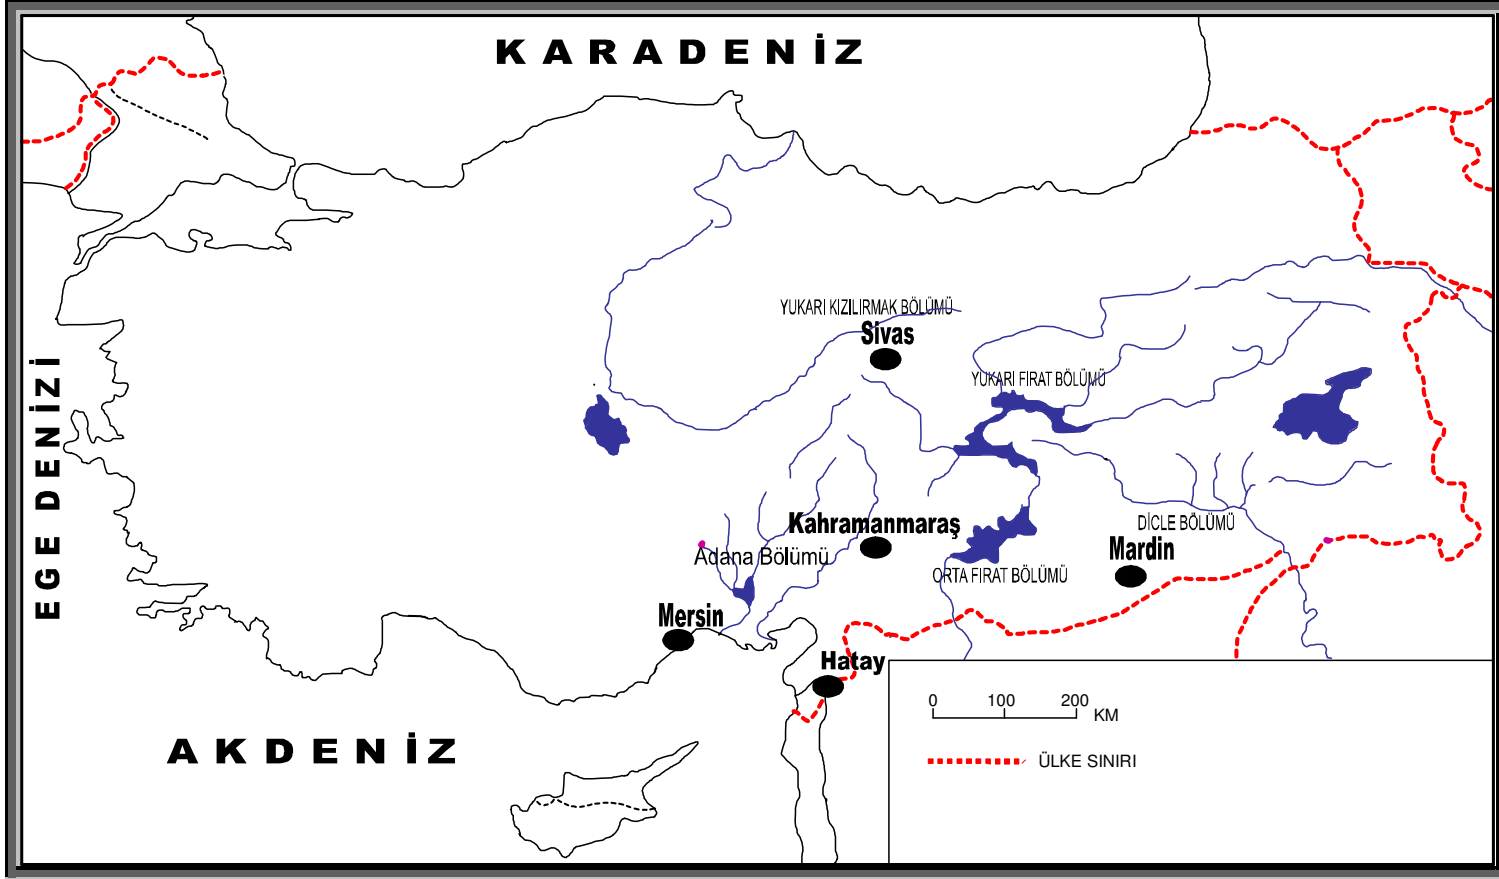 KARADENİZ
YUKARI KIZILIRMAK BÖLÜMÜ
Sivas
YUKARI FIRAT BÖLÜMÜ
EGE DENİZİ
Kahramanmaraş
DİCLE BÖLÜMÜ
Adana Bölümü
Mardin
ORTA FIRAT BÖLÜMÜ
Mersin
Hatay
0 100 200
KM
AKDENİZ
ÜLKE SINIRI